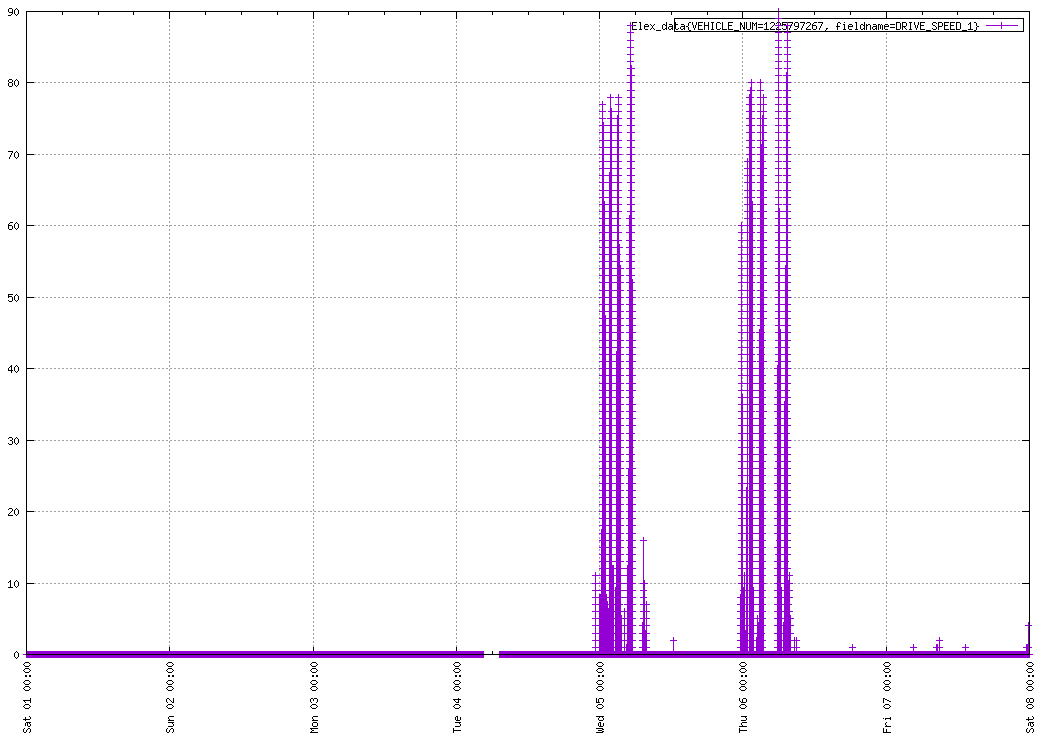 90
Elex_data{VEHICLE_NUM=1225797267, fieldname=DRIVE_SPEED_1}
80
70
60
50
40
30
20
10
0
Sat 01 00:00
Sun 02 00:00
Mon 03 00:00
Tue 04 00:00
Wed 05 00:00
Thu 06 00:00
Fri 07 00:00
Sat 08 00:00